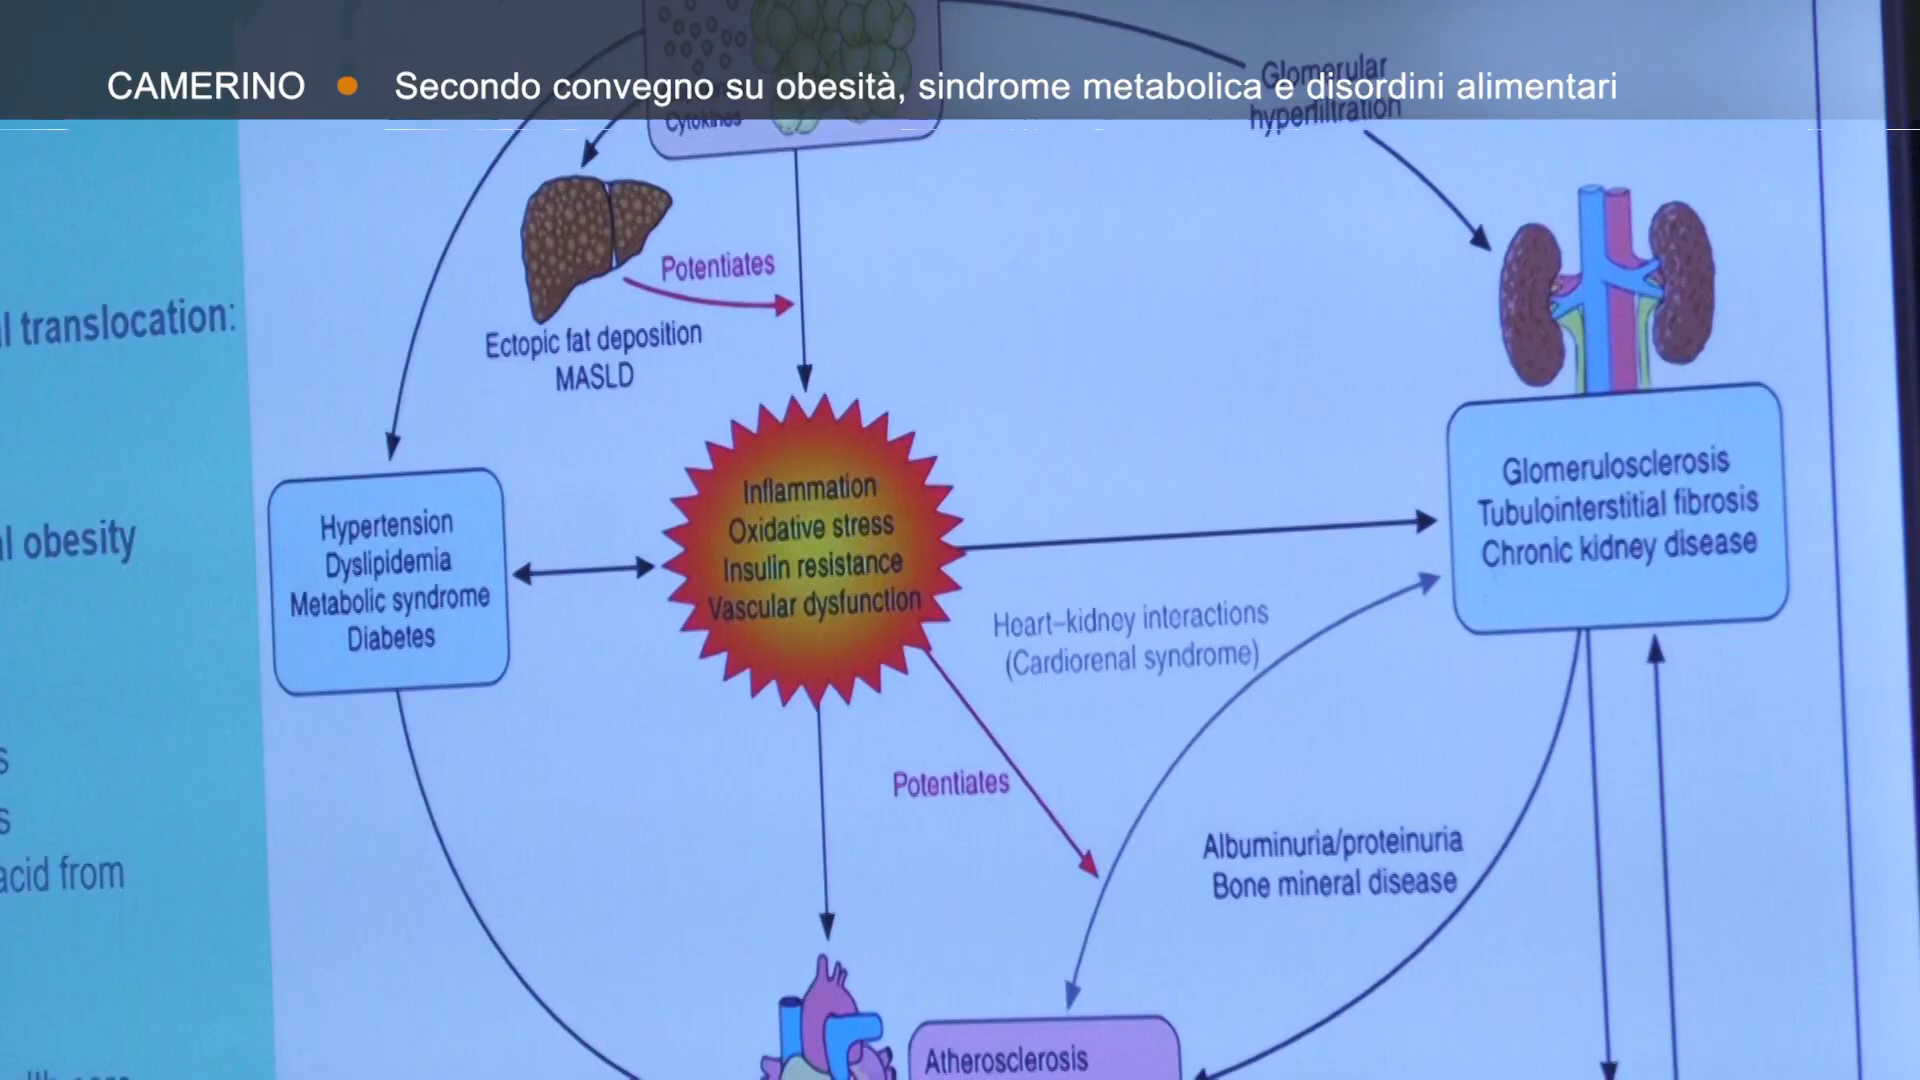 CAMERINO • Secondo convegno su obesità, sindrome metabolica e disordini alimentari
Glomerular
hyperfiltration
Cytokines
Potentiates
Ectopic fat deposition
MASLD
translocation:
obesity
acid from
Hypertension
Dyslipidemia
Metabolic syndrome
Diabetes
Inflammation
Oxidative stress
Insulin resistance
Vascular dysfunction
Glomerulosclerosis
Tubulointerstitial fibrosis
Chronic kidney disease
Heart–kidney interactions
(Cardiorenal syndrome)
Potentiates
Albuminuria/proteinuria
Bone mineral disease
Atherosclerosis